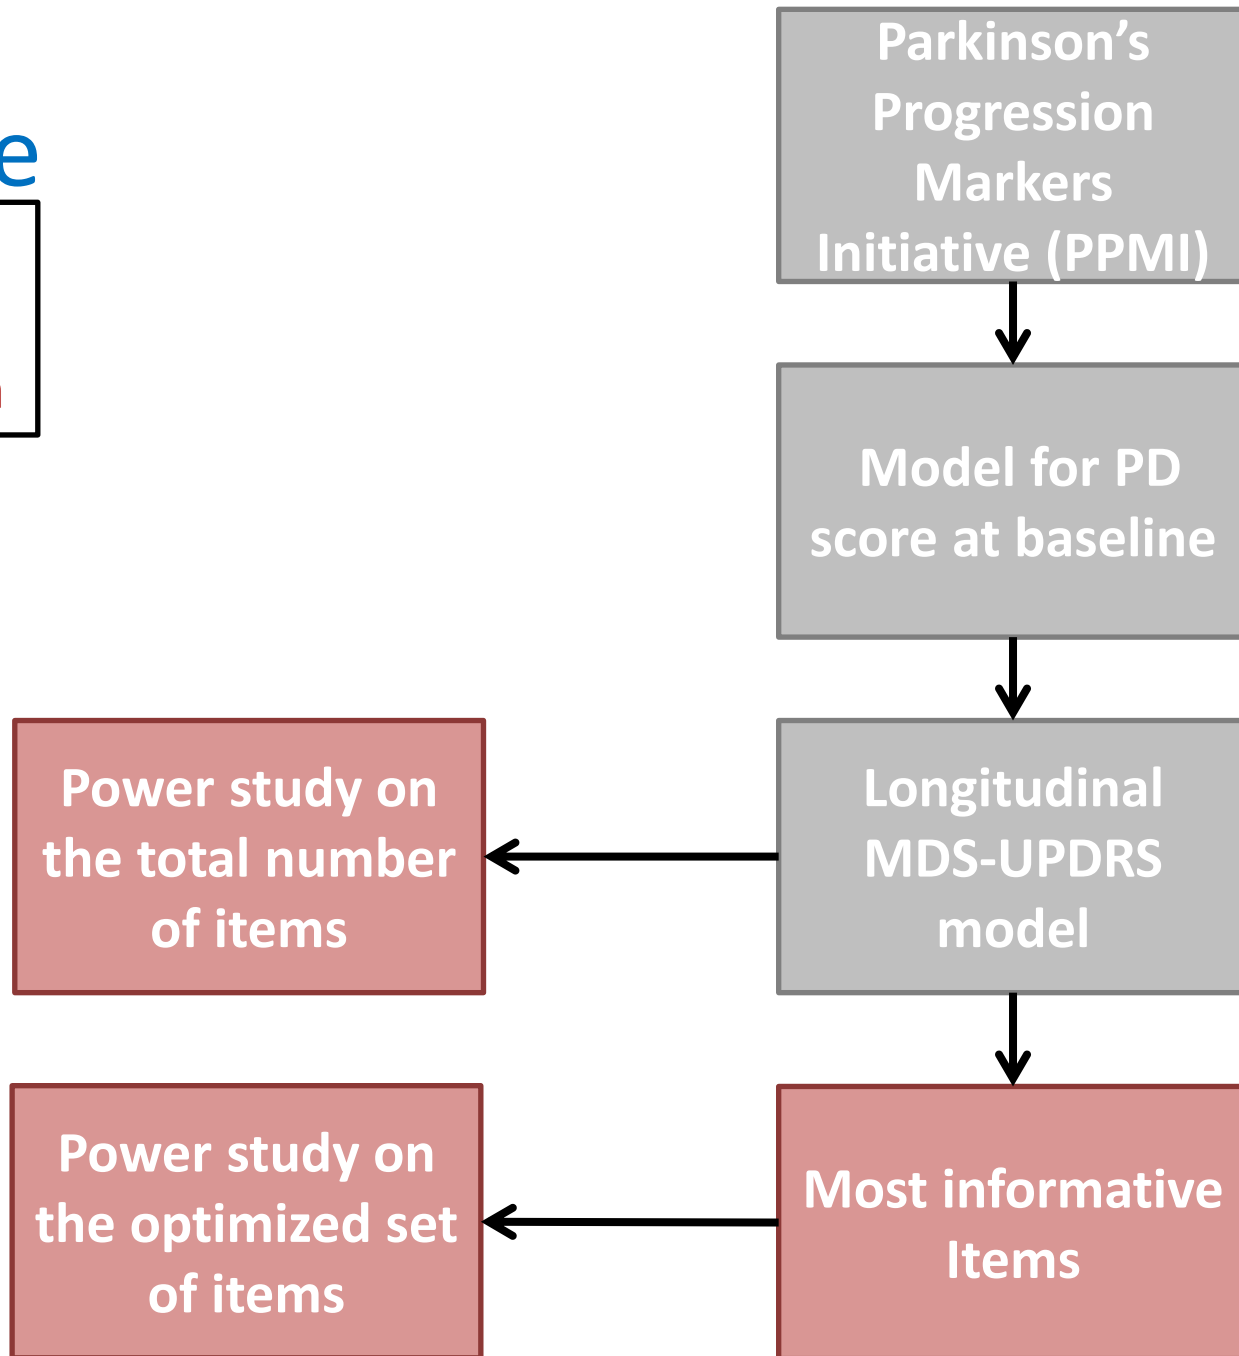 Parkinson’s
Progression
Markers
Initiative (PPMI)
Model for PD
score at baseline
Power study on
the total number
of items
Longitudinal
MDS-UPDRS
model
Power study on
the optimized set
of items
Most informative
Items